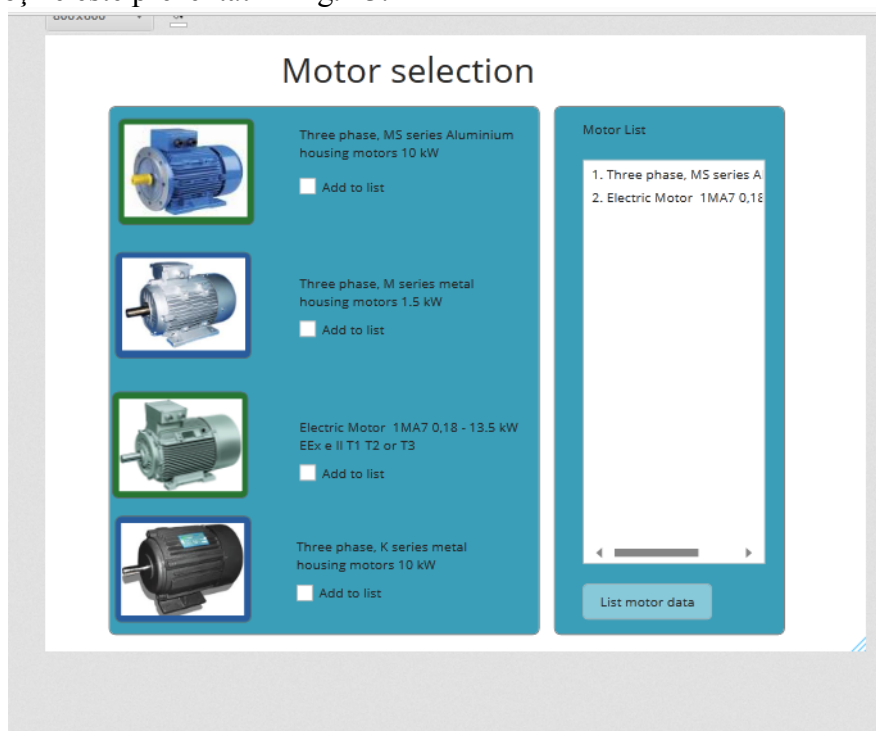 este
800x600
Motor selection
Three phase, MS series Aluminium
housing motors 10 kW
Add to list
Three phase, M series metal
housing motors 1.5 kW
Add to list
Electric Motor 1MA7 0,18 - 13.5 kW
EEx e II T1 T2 or T3
Add to list
Three phase, K series metal
housing motors 10 kW
Add to list
Motor List
1. Three phase, MS series A
2. Electric Motor 1MA7 0,18
List motor data